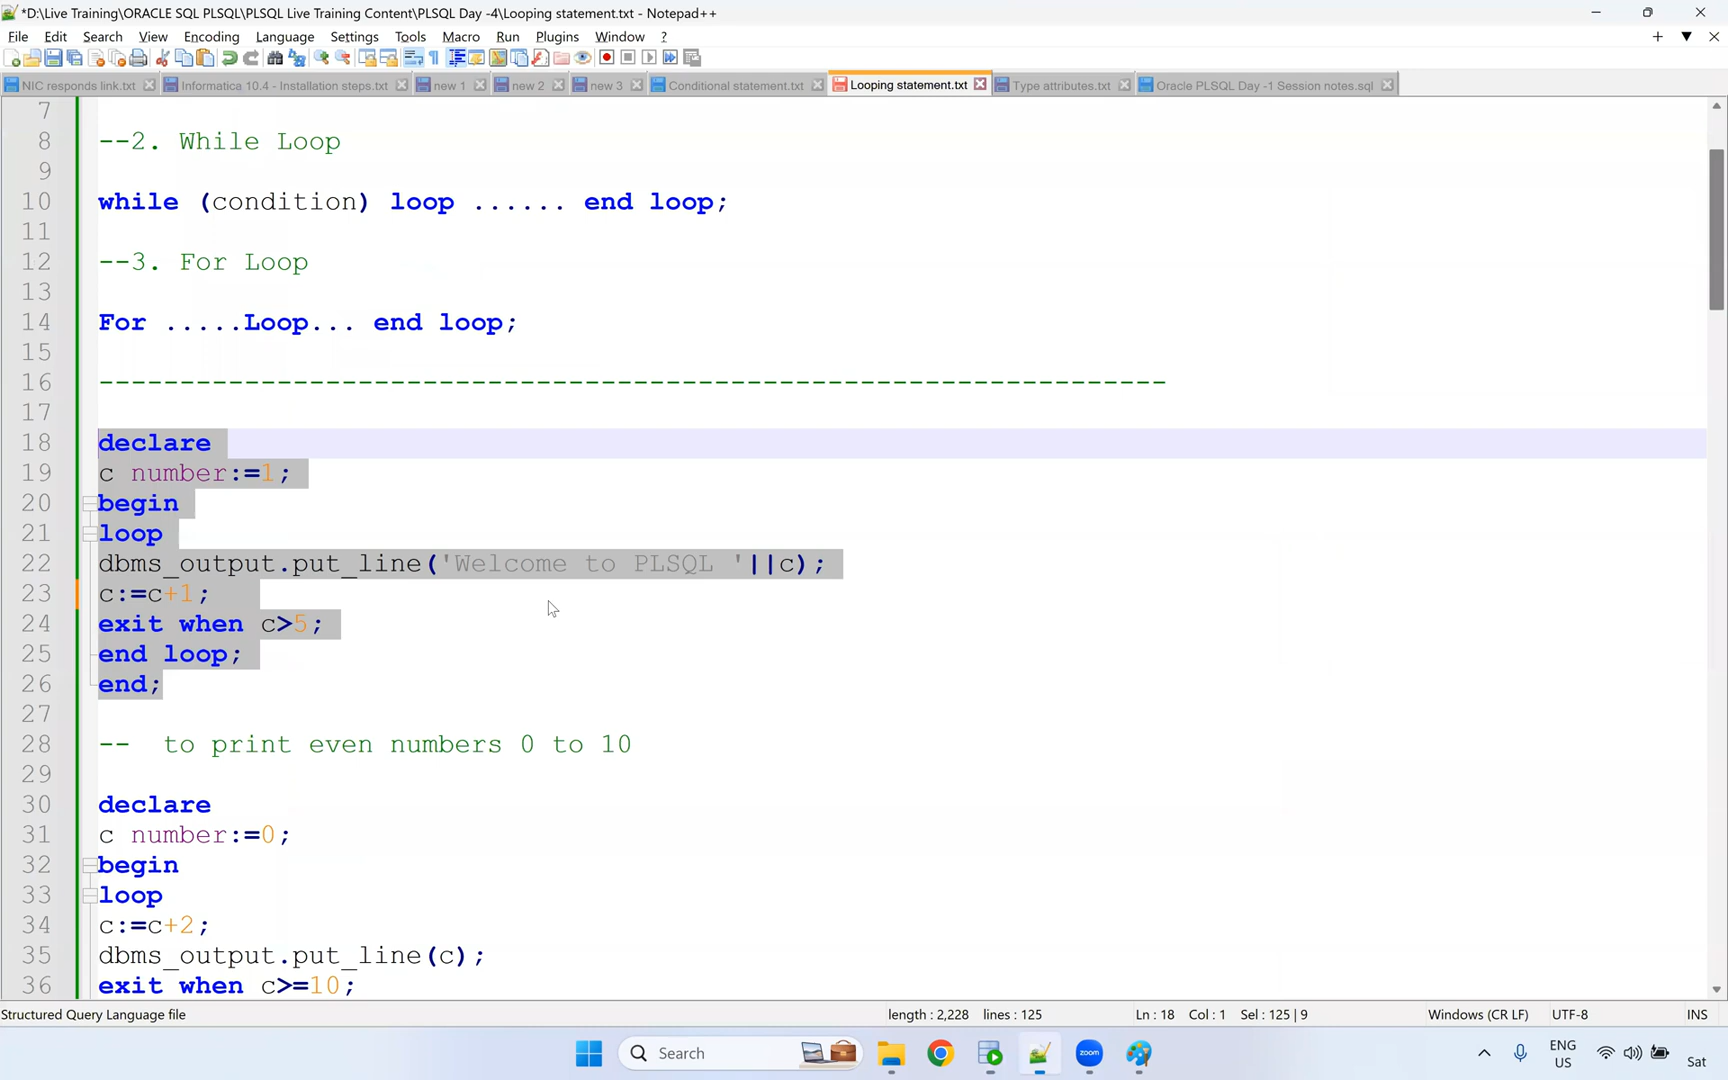 *D:\Live Training\ORACLE SQL PLSQL\PLSQL Live Training Content\PLSQL Day -4\Looping statement.txt - Notepad++
File Edit Search View Encoding Language Settings Tools Macro Run Plugins Window ?
NIC responds link.txt Informatica 10.4 - Installation steps.txt new 1 new 2 new 3 Conditional statement.txt Looping statement.txt Type attributes.txt Oracle PLSQL Day -1 Session notes.sql
7
8 --2. While Loop
9
10 while (condition) loop ...... end loop;
11
12 --3. For Loop
13
14 For .....Loop... end loop;
15
16 ------------------------------------------------------------------
17
18 declare
19 c number:=1;
20 begin
21 loop
22 dbms_output.put_line('Welcome to PLSQL '||c);
23 c:=c+1;
24 exit when c>5;
25 end loop;
26 end;
27
28 --  to print even numbers 0 to 10
29
30 declare
31 c number:=0;
32 begin
33 loop
34 c:=c+2;
35 dbms_output.put_line(c);
36 exit when c>=10;
Structured Query Language file length : 2,228 lines : 125 Ln : 18 Col : 1 Sel : 125 | 9 Windows (CR LF) UTF-8 INS
Search zoom ENG US Sat